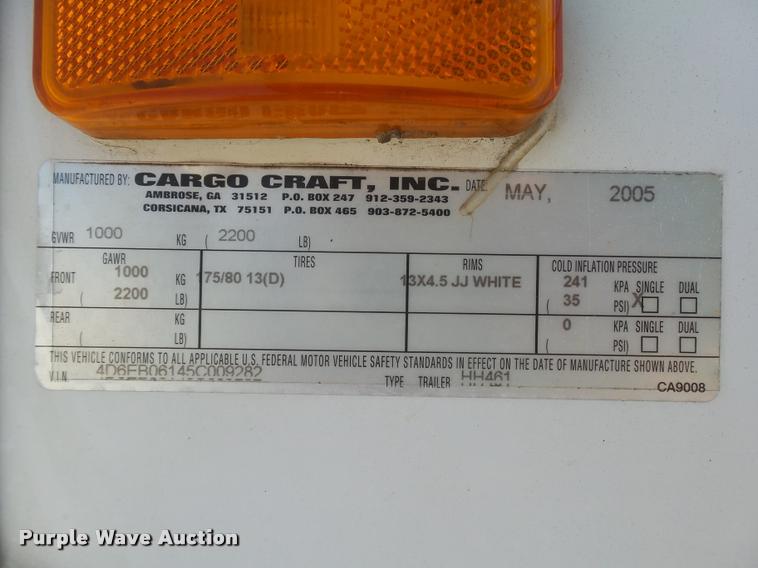 MANUFACTURED BY: CARGO CRAFT, INC. DATE: MAY, 2005
AMBROSE, GA 31512 P.O. BOX 247 912-359-2343
CORSICANA, TX 75151 P.O. BOX 465 903-872-5400
GVWR 1000 KG ( 2200 LB)
GAWR TIRES RIMS COLD INFLATION PRESSURE
FRONT 1000 KG 175/80 13(D) 13X4.5 JJ WHITE 241 KPA SINGLE DUAL
( 2200 LB) ( 35 PSI) X
REAR KG 0 KPA SINGLE DUAL
( LB) ( PSI)
THIS VEHICLE CONFORMS TO ALL APPLICABLE U.S. FEDERAL MOTOR VEHICLE SAFETY STANDARDS IN EFFECT ON THE DATE OF MANUFACTURE SHOWN ABOVE.
V.I.N. 4D6EB06145C009282 TYPE TRAILER HH461
CA9008
Purple Wave Auction